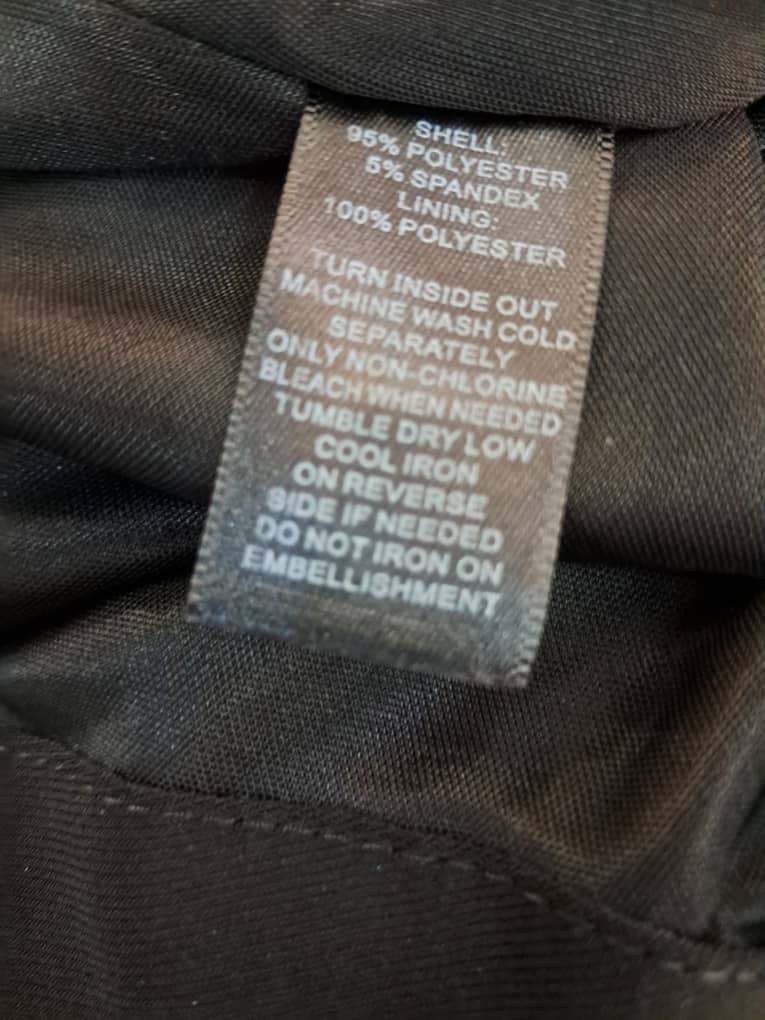 SHELL:
95% POLYESTER
5% SPANDEX
LINING:
100% POLYESTER
TURN INSIDE OUT
MACHINE WASH COLD
SEPARATELY
ONLY NON-CHLORINE
BLEACH WHEN NEEDED
TUMBLE DRY LOW
COOL IRON
ON REVERSE
SIDE IF NEEDED
DO NOT IRON ON
EMBELLISHMENT